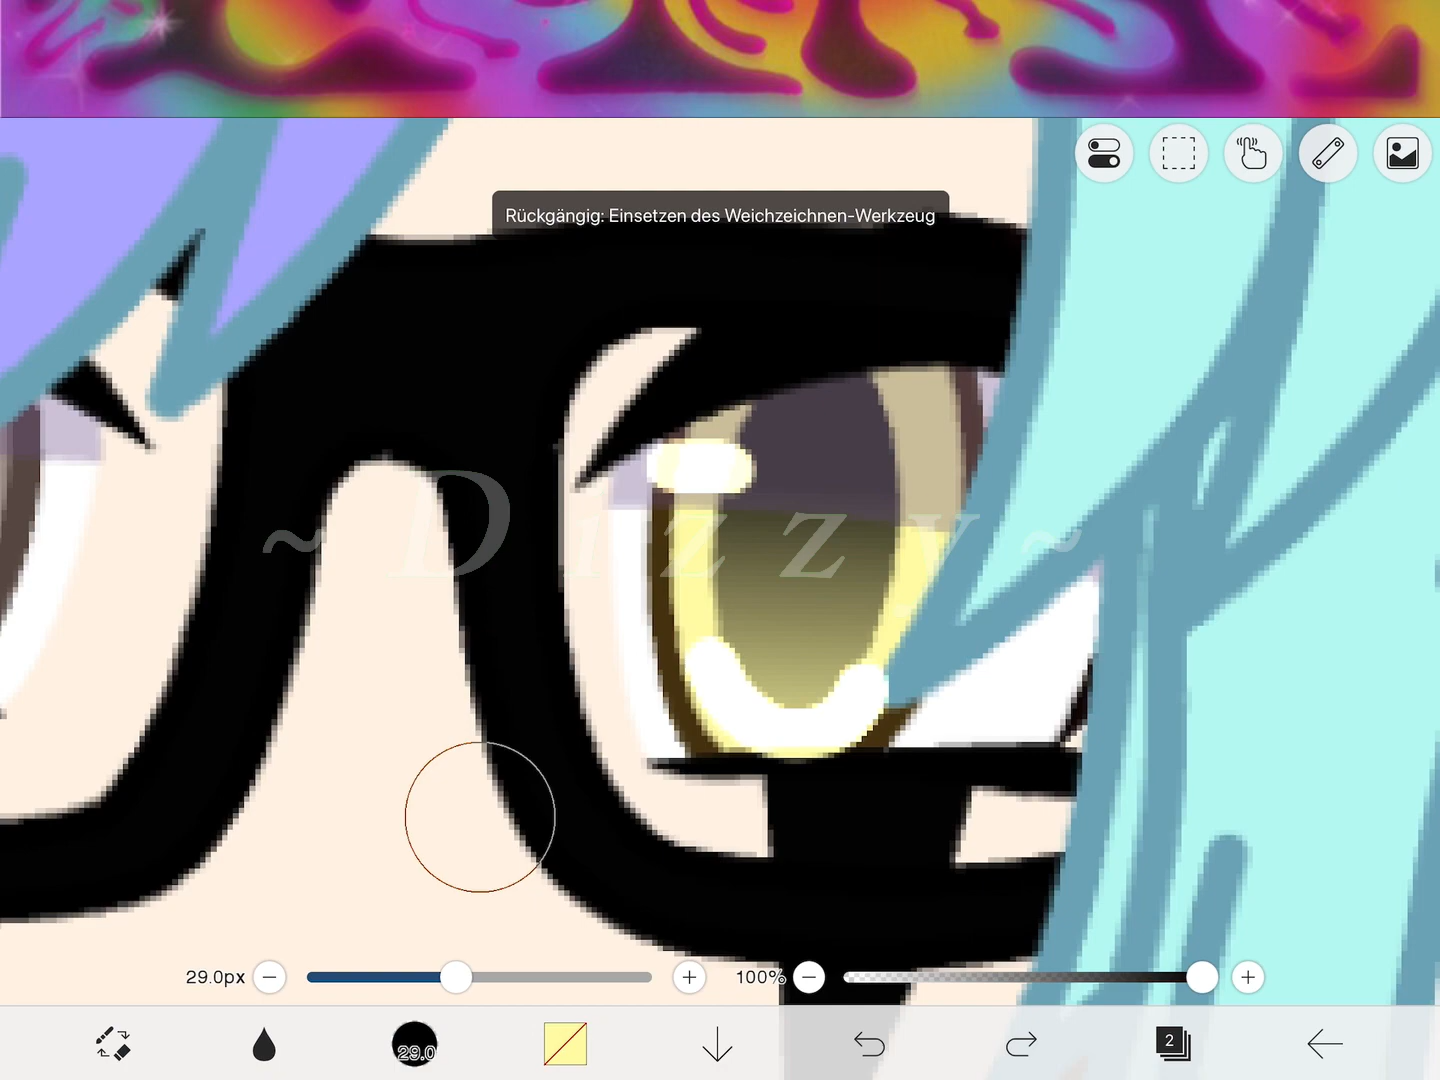 Rückgängig: Einsetzen des Weichzeichnen-Werkzeug
~ Dizzy ~
29.0px
100%
29.0
2